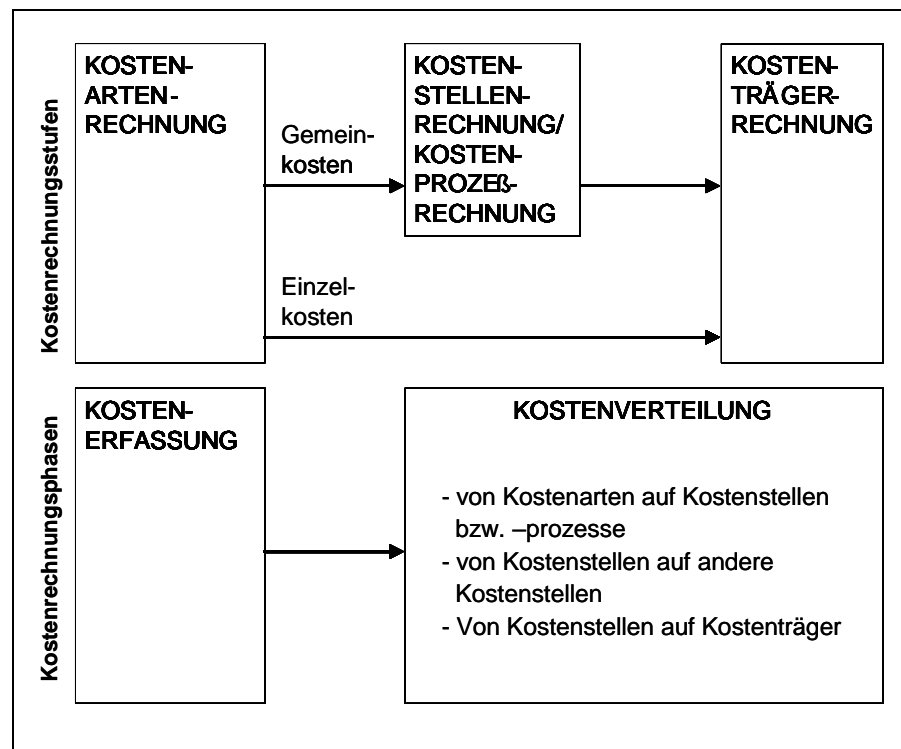 Kostenrechnungsstufen
KOSTEN-
ARTEN-
RECHNUNG
Gemein-
kosten
KOSTEN-
STELLEN-
RECHNUNG/
KOSTEN-
PROZEß-
RECHNUNG
KOSTEN-
TRÄGER-
RECHNUNG
Einzel-
kosten
Kostenrechnungsphasen
KOSTEN-
ERFASSUNG
KOSTENVERTEILUNG
- von Kostenarten auf Kostenstellen
bzw. –prozesse
- von Kostenstellen auf andere
Kostenstellen
- Von Kostenstellen auf Kostenträger